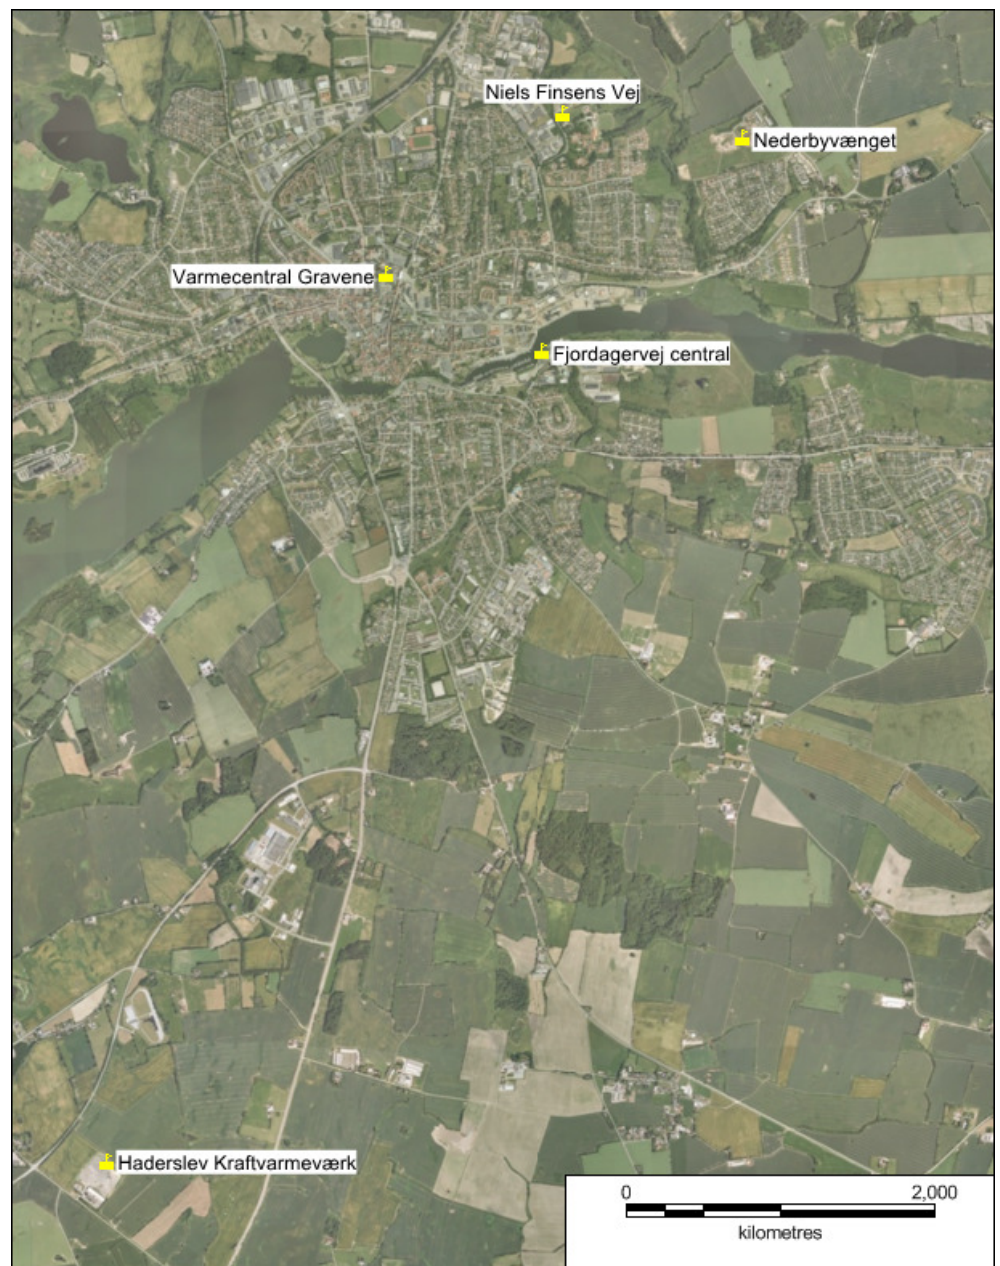 Niels Finsens Vej
Nederbyvænget
Varmecentral Gravene
Fjordagervej central
Haderslev Kraftvarmeværk
0 2,000
kilometres